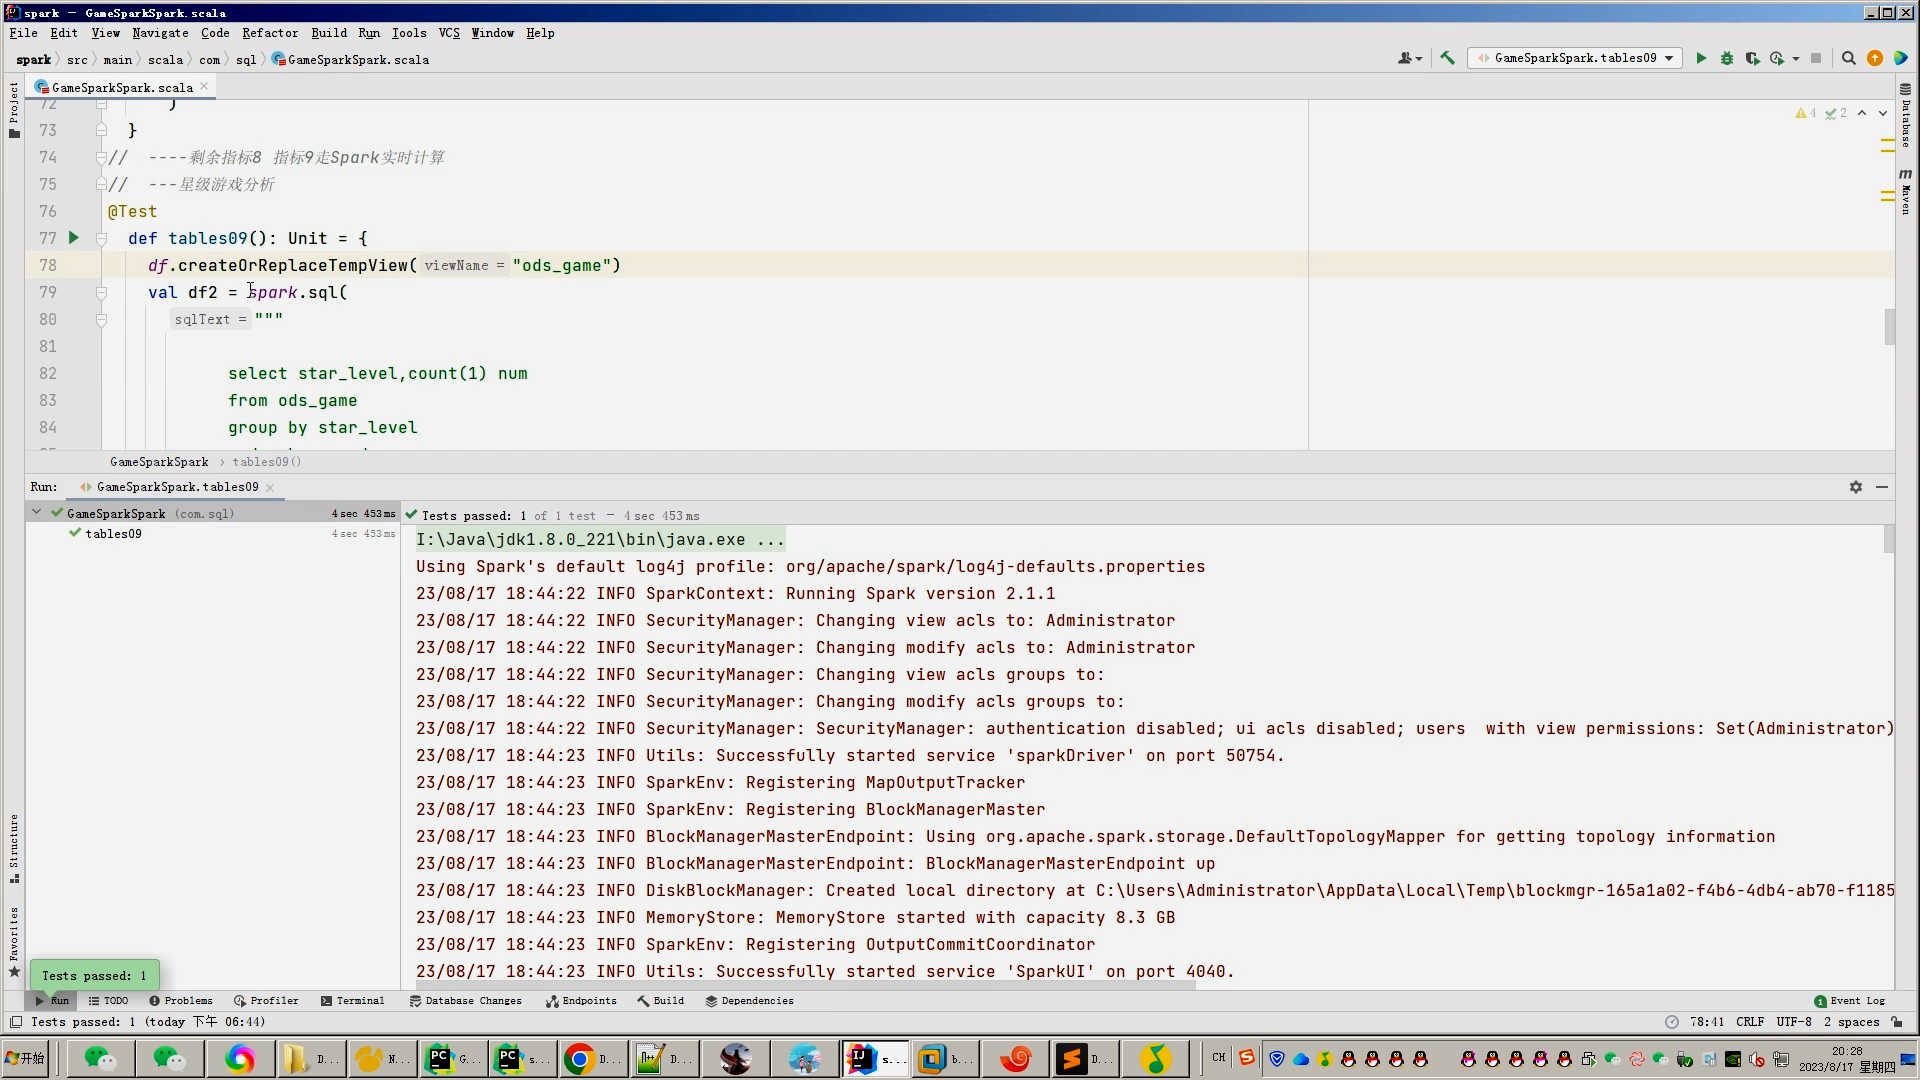 spark – GameSparkSpark.scala
File Edit View Navigate Code Refactor Build Run Tools VCS Window Help
spark src main scala com sql GameSparkSpark.scala
GameSparkSpark.tables09
Project
GameSparkSpark.scala
72 )
4 2
73 }
74 // ----剩余指标8 指标9走Spark实时计算
75 // ---星级游戏分析
76 @Test
77 def tables09(): Unit = {
78 df.createOrReplaceTempView( viewName = "ods_game")
79 val df2 = spark.sql(
80 sqlText = """
81
82 select star_level,count(1) num
83 from ods_game
84 group by star_level
Database
Maven
GameSparkSpark › tables09()
Run: GameSparkSpark.tables09
GameSparkSpark (com.sql) 4 sec 453 ms
tables09 4 sec 453 ms
Tests passed: 1 of 1 test – 4 sec 453 ms
I:\Java\jdk1.8.0_221\bin\java.exe ...
Using Spark's default log4j profile: org/apache/spark/log4j-defaults.properties
23/08/17 18:44:22 INFO SparkContext: Running Spark version 2.1.1
23/08/17 18:44:22 INFO SecurityManager: Changing view acls to: Administrator
23/08/17 18:44:22 INFO SecurityManager: Changing modify acls to: Administrator
23/08/17 18:44:22 INFO SecurityManager: Changing view acls groups to:
23/08/17 18:44:22 INFO SecurityManager: Changing modify acls groups to:
23/08/17 18:44:22 INFO SecurityManager: SecurityManager: authentication disabled; ui acls disabled; users  with view permissions: Set(Administrator)
23/08/17 18:44:23 INFO Utils: Successfully started service 'sparkDriver' on port 50754.
23/08/17 18:44:23 INFO SparkEnv: Registering MapOutputTracker
23/08/17 18:44:23 INFO SparkEnv: Registering BlockManagerMaster
23/08/17 18:44:23 INFO BlockManagerMasterEndpoint: Using org.apache.spark.storage.DefaultTopologyMapper for getting topology information
23/08/17 18:44:23 INFO BlockManagerMasterEndpoint: BlockManagerMasterEndpoint up
23/08/17 18:44:23 INFO DiskBlockManager: Created local directory at C:\Users\Administrator\AppData\Local\Temp\blockmgr-165a1a02-f4b6-4db4-ab70-f1185
23/08/17 18:44:23 INFO MemoryStore: MemoryStore started with capacity 8.3 GB
23/08/17 18:44:23 INFO SparkEnv: Registering OutputCommitCoordinator
23/08/17 18:44:23 INFO Utils: Successfully started service 'SparkUI' on port 4040.
Structure
Favorites
Tests passed: 1
Run TODO Problems Profiler Terminal Database Changes Endpoints Build Dependencies 1 Event Log
Tests passed: 1 (today 下午 06:44) 78:41 CRLF UTF-8 2 spaces
开始 D... N... G... s... D... D... s... b... D... CH 20:28
2023/8/17 星期四